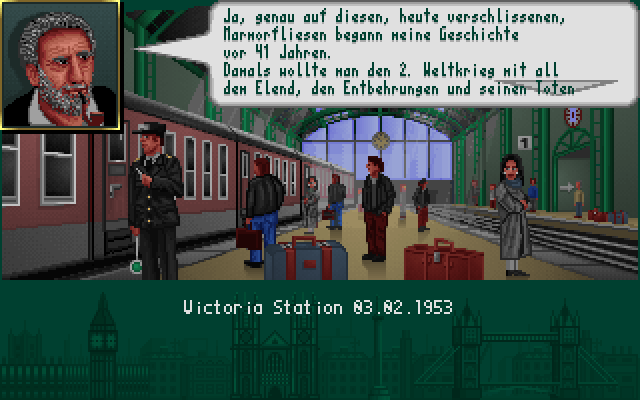 Ja, genau auf diesen, heute verschlissenen,
Marmorfliesen begann meine Geschichte
vor 41 Jahren.
Damals wollte man den 2. Weltkrieg mit all
dem Elend, den Entbehrungen und seinen Toten
1
Victoria Station 03.02.1953